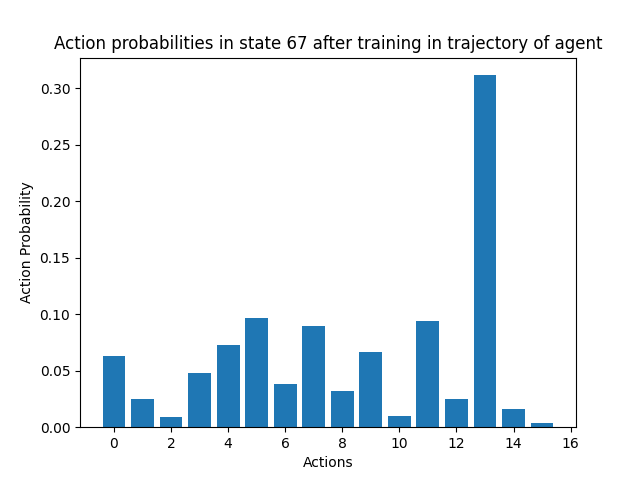 Action probabilities in state 67 after training in trajectory of agent
0.30
0.25
0.20
0.15
0.10
0.05
0.00
Action Probability
0 2 4 6 8 10 12 14 16
Actions